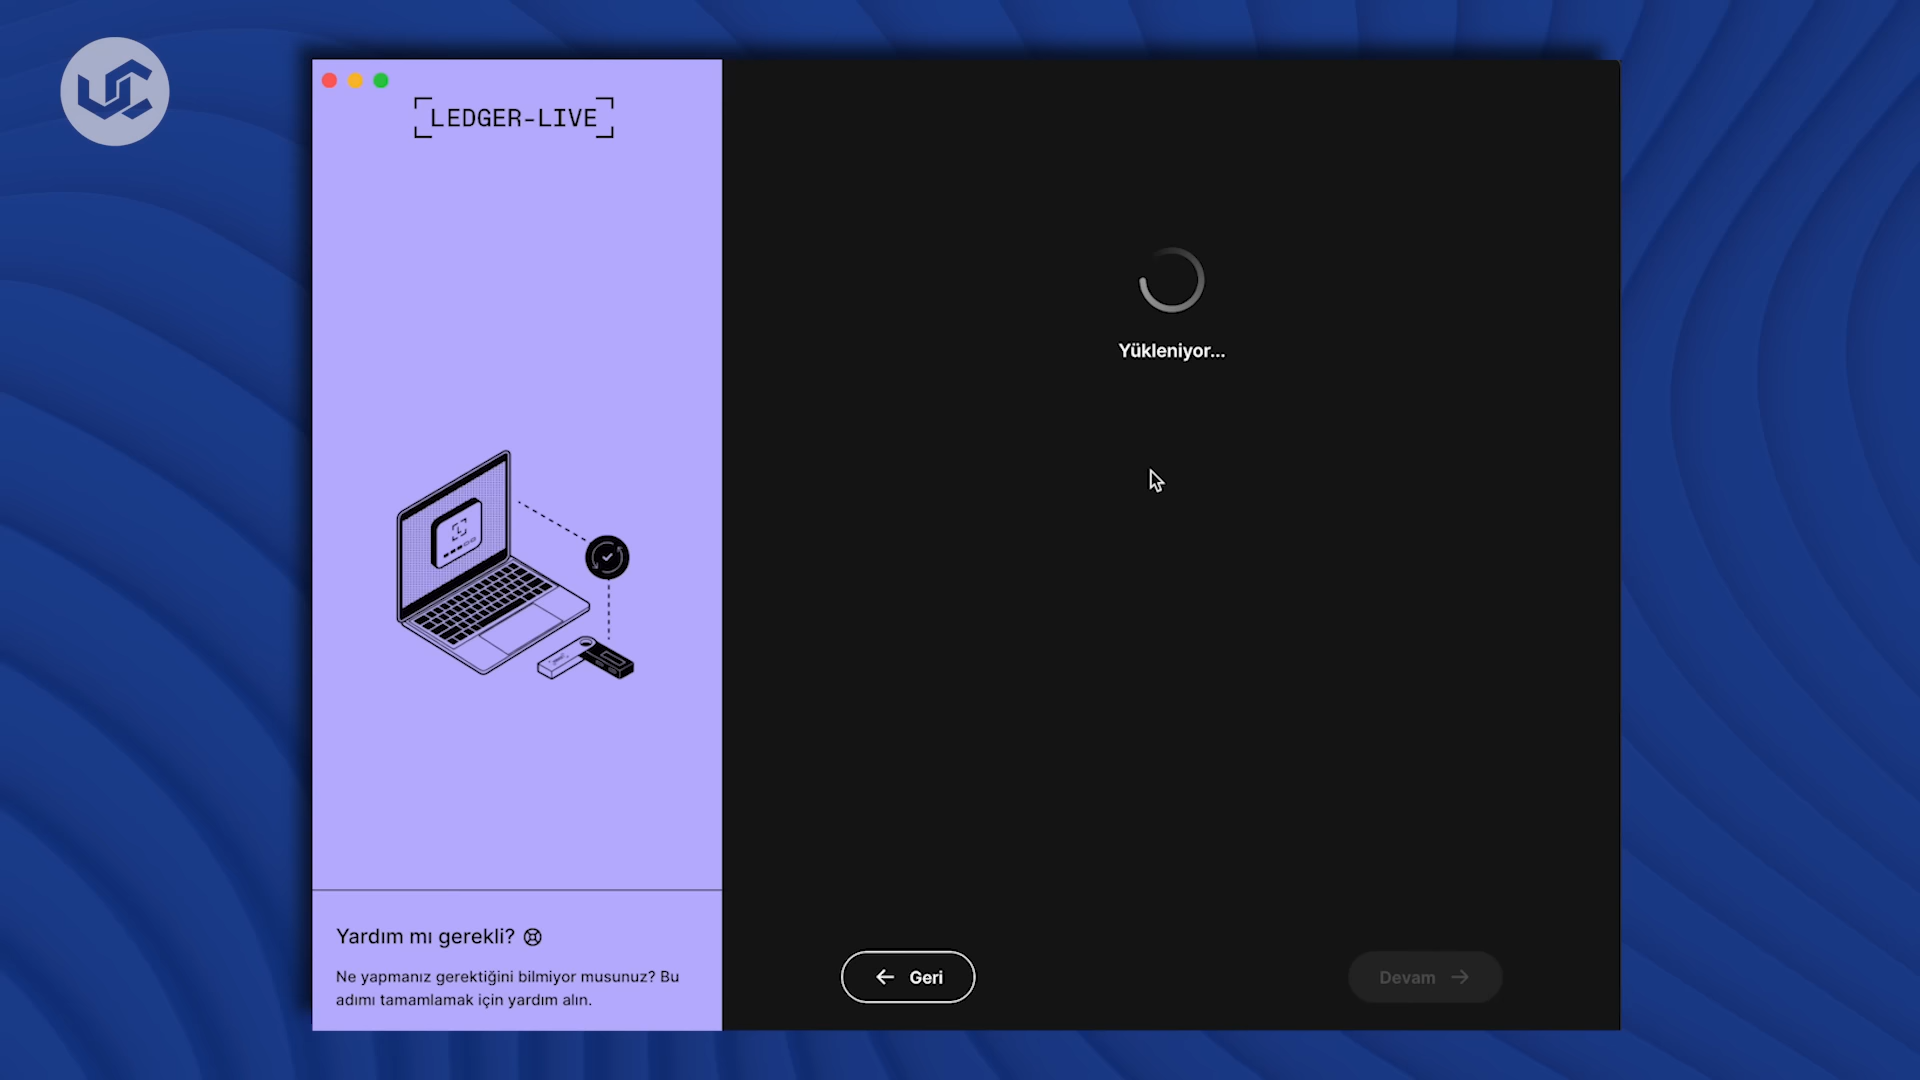 LEDGER-LIVE
Yükleniyor...
Yardım mı gerekli?
Ne yapmanız gerektiğini bilmiyor musunuz? Bu
adımı tamamlamak için yardım alın.
Geri
Devam